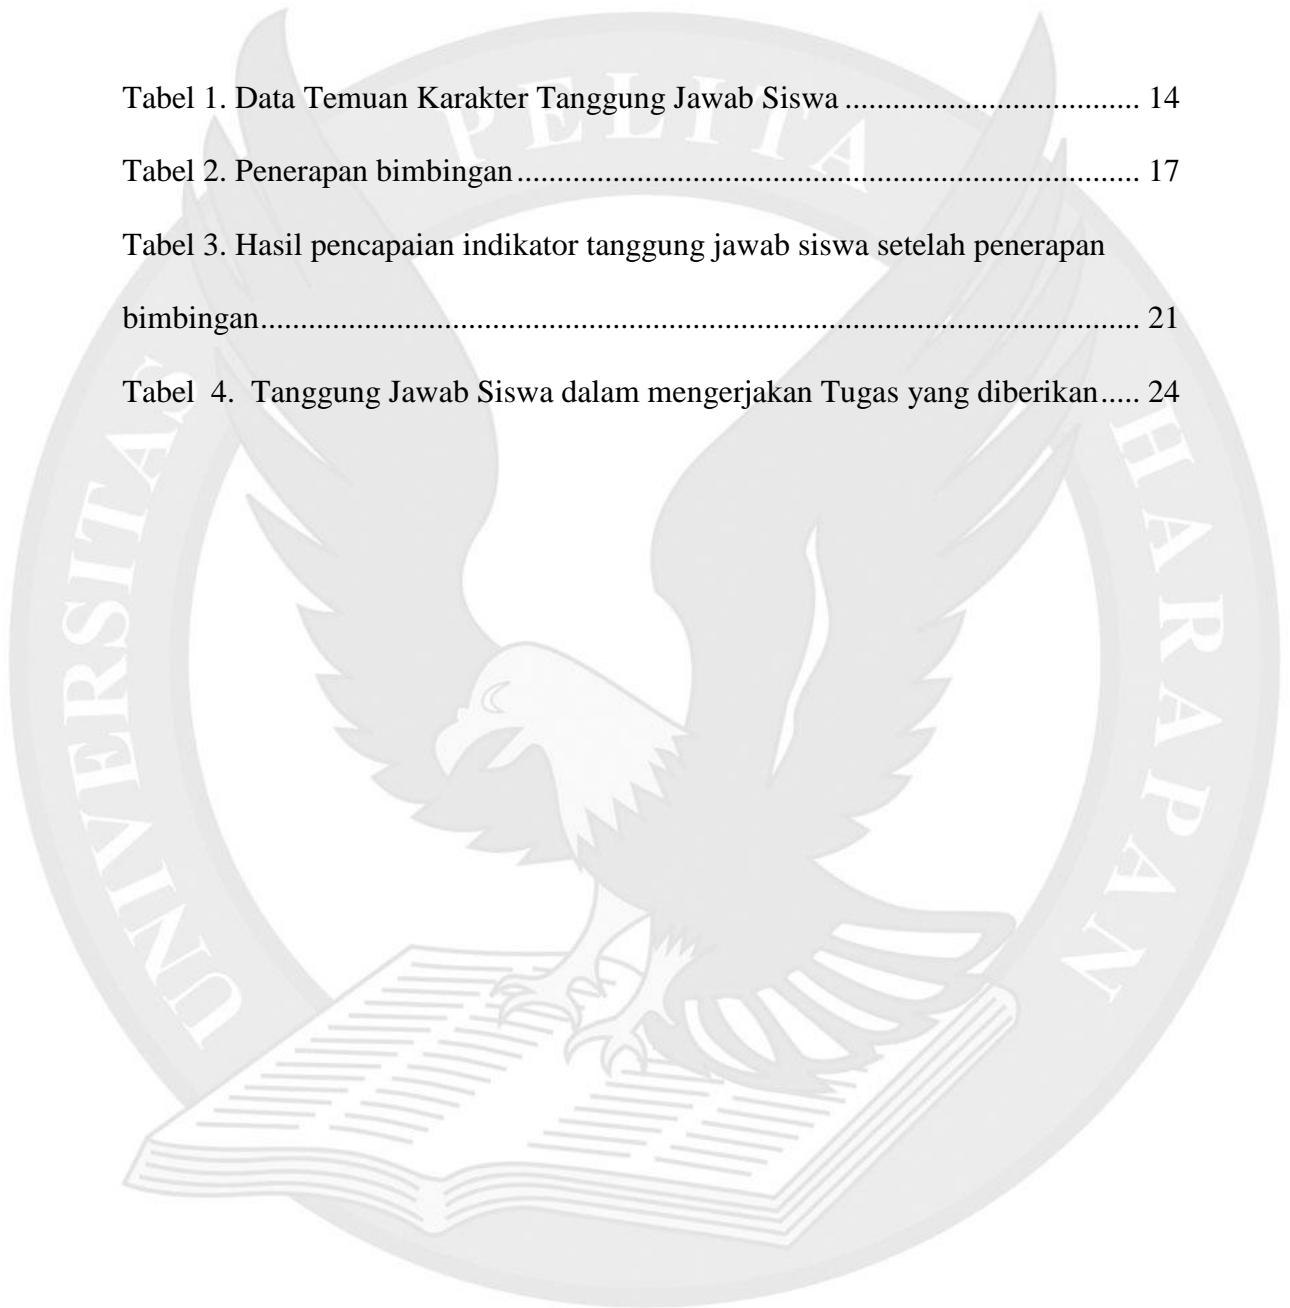 Tabel 1. Data Temuan Karakter Tanggung Jawab Siswa ..................................... 14
Tabel 2. Penerapan bimbingan .............................................................................. 17
Tabel 3. Hasil pencapaian indikator tanggung jawab siswa setelah penerapan
bimbingan.............................................................................................................. 21
Tabel  4.  Tanggung Jawab Siswa dalam mengerjakan Tugas yang diberikan..... 24
UNIVERSITAS PELITA HARAPAN